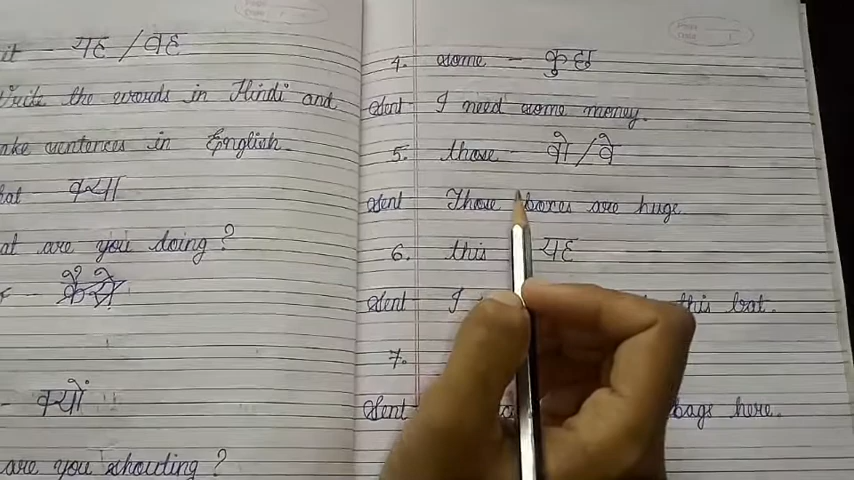 it - यह / वह
Write the words in Hindi and
make sentences in English.
what क्या
what are you doing ?
- क्यों
are you shouting ?
4. some - कुछ
Sent I need some money.
5. those - वो / वे
Sent Those boxes are huge.
6. this यह
Sent I this bat.
7.
Sent bags here.